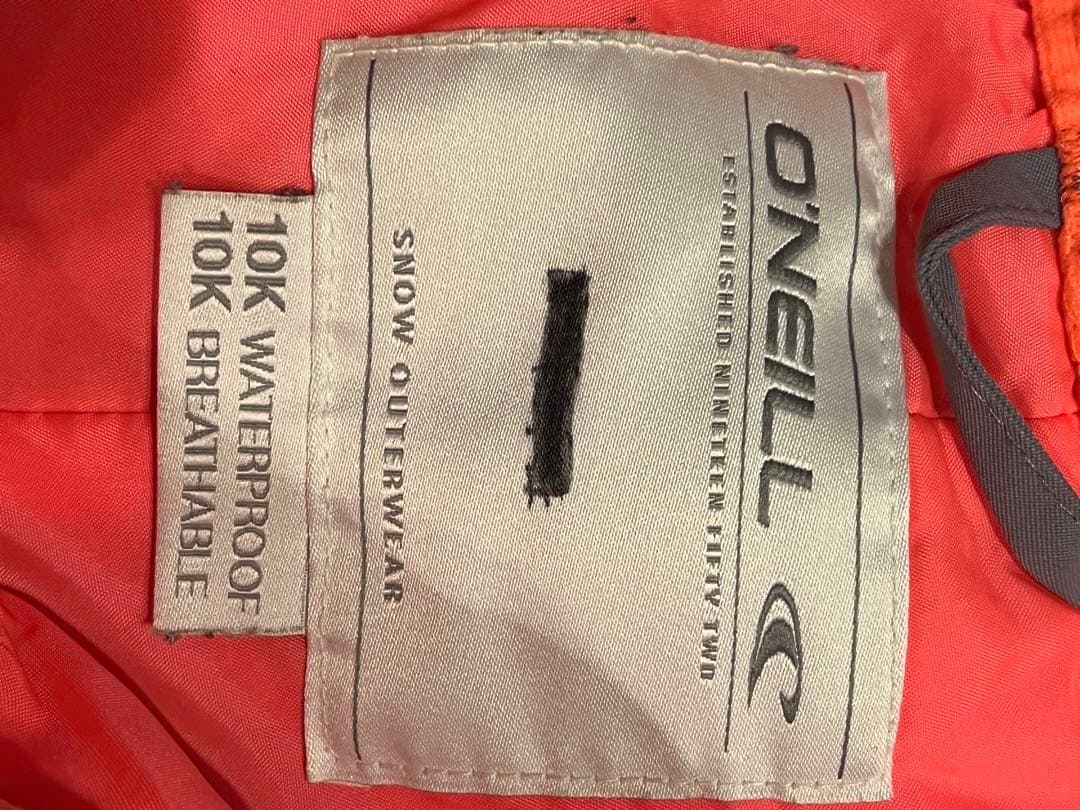 O'NEILL
ESTABLISHED NINETEEN FIFTY TWO
SNOW OUTERWEAR
10K WATERPROOF
10K BREATHABLE